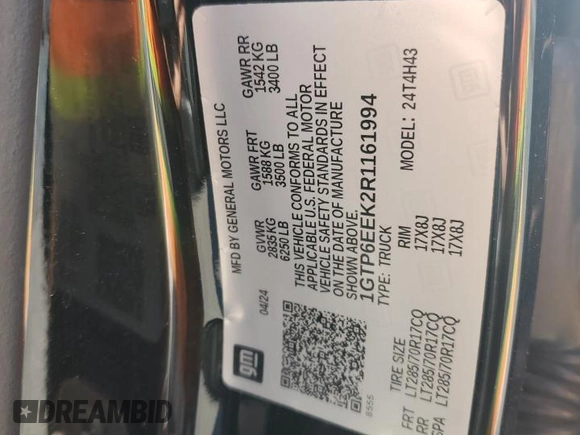 gm
MFD BY GENERAL MOTORS LLC
04/24
GVWR GAWR FRT GAWR RR
2835 KG 1588 KG 1542 KG
6250 LB 3500 LB 3400 LB
THIS VEHICLE CONFORMS TO ALL
APPLICABLE U.S. FEDERAL MOTOR
VEHICLE SAFETY STANDARDS IN EFFECT
ON THE DATE OF MANUFACTURE
SHOWN ABOVE.
1GTP6EEK2R1161994
TYPE: TRUCK MODEL: 24T4H43
8555
TIRE SIZE RIM
FRT LT285/70R17CQ 17X8J
RR LT285/70R17CQ 17X8J
SPA LT285/70R17CQ 17X8J
DREAMBID